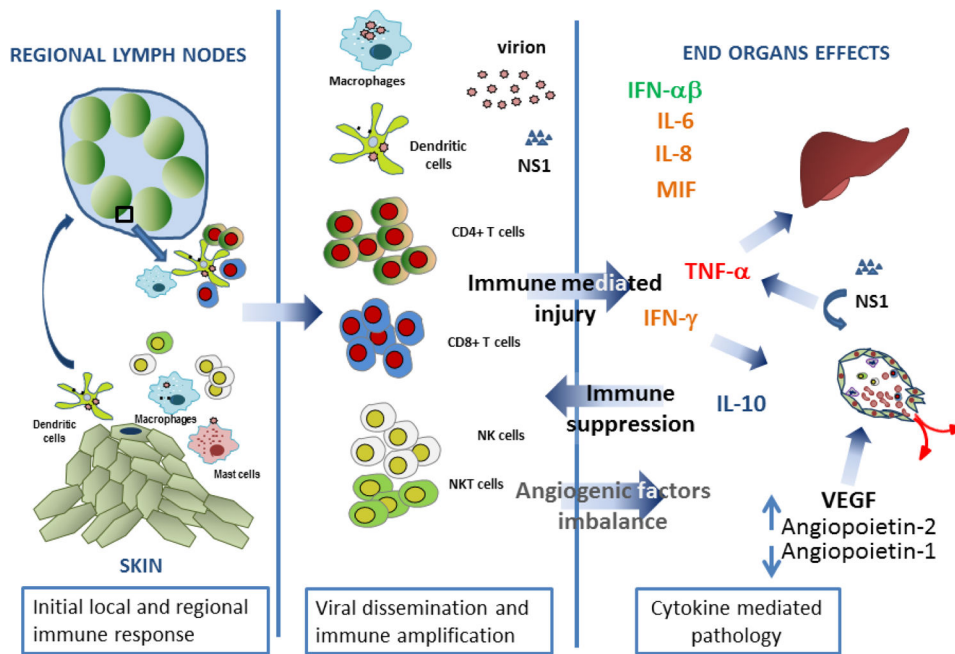 REGIONAL LYMPH NODES
Dendritic
cells
Macrophages
Mast cells
SKIN
Initial local and regional
immune response
Macrophages
virion
Dendritic
cells
NS1
CD4+ T cells
CD8+ T cells
NK cells
NKT cells
Viral dissemination and
immune amplification
Immune mediated
injury
Immune
suppression
Angiogenic factors
imbalance
END ORGANS EFFECTS
IFN-αβ
IL-6
IL-8
MIF
TNF-α
NS1
IFN-γ
IL-10
VEGF
Angiopoietin-2
Angiopoietin-1
Cytokine mediated
pathology